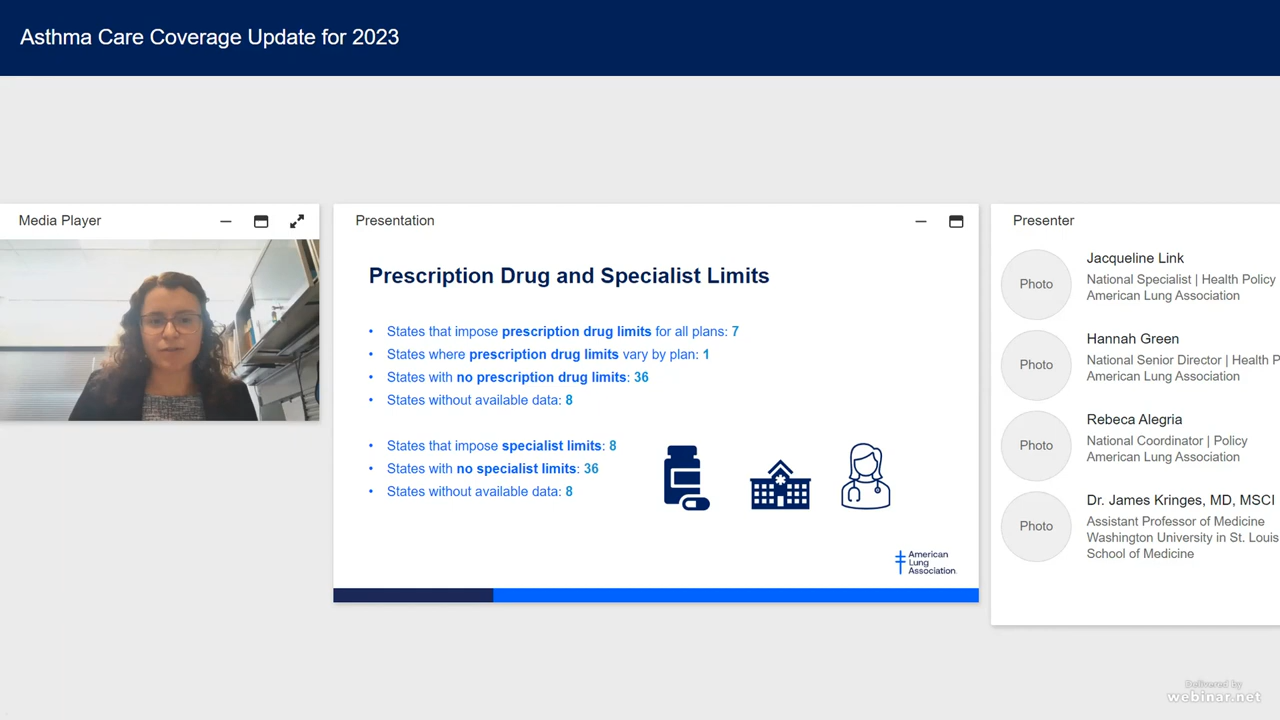 Asthma Care Coverage Update for 2023
Media Player
Presentation
Prescription Drug and Specialist Limits
• States that impose prescription drug limits for all plans: 7
• States where prescription drug limits vary by plan: 1
• States with no prescription drug limits: 36
• States without available data: 8
• States that impose specialist limits: 8
• States with no specialist limits: 36
• States without available data: 8
American
Lung
Association.
Presenter
Photo
Jacqueline Link
National Specialist | Health Policy
American Lung Association
Photo
Hannah Green
National Senior Director | Health P
American Lung Association
Photo
Rebeca Alegria
National Coordinator | Policy
American Lung Association
Photo
Dr. James Kringes, MD, MSCI
Assistant Professor of Medicine
Washington University in St. Louis
School of Medicine
Delivered by
webinar.net